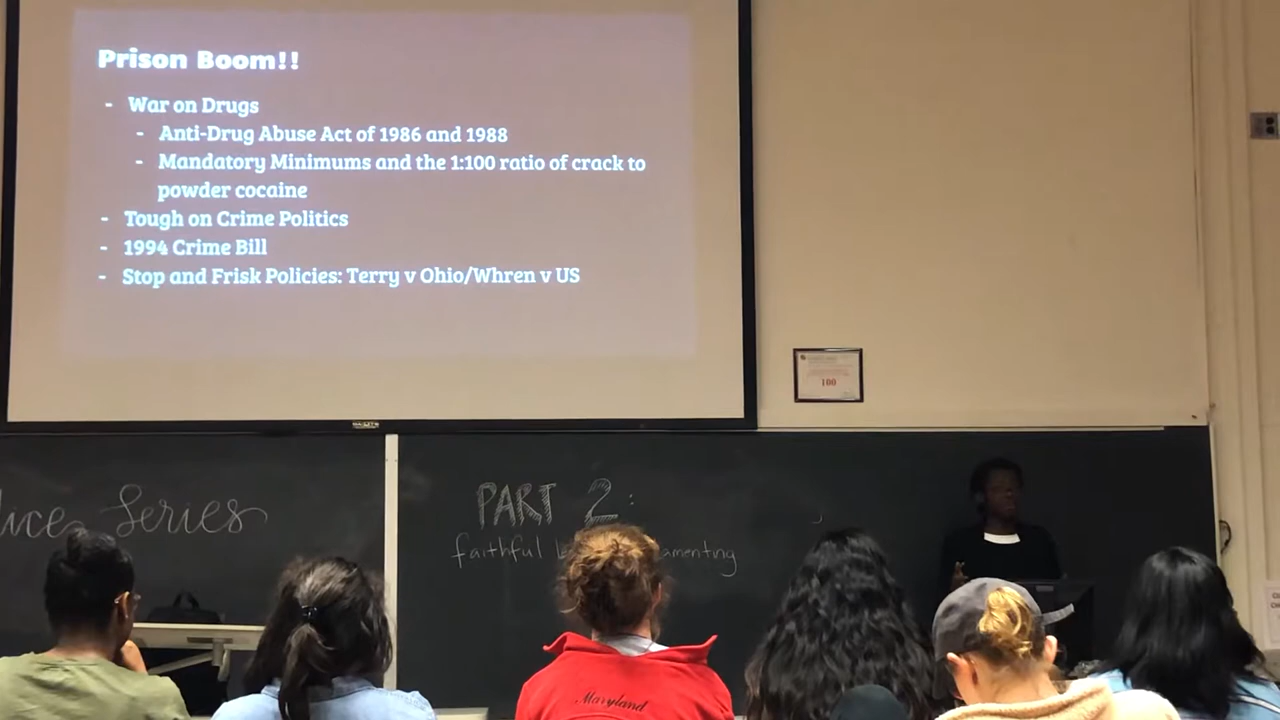 Prison Boom!!
- War on Drugs
- Anti-Drug Abuse Act of 1986 and 1988
- Mandatory Minimums and the 1:100 ratio of crack to
powder cocaine
- Tough on Crime Politics
- 1994 Crime Bill
- Stop and Frisk Policies: Terry v Ohio/Whren v US
100
Series
PART 2:
faithful
Maryland